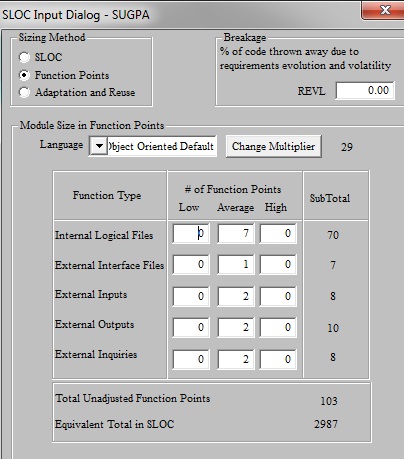 SLOC Input Dialog - SUGPA
Sizing Method
SLOC
Function Points
Adaptation and Reuse
Breakage
% of code thrown away due to
requirements evolution and volatility
REVL 0.00
Module Size in Function Points
Language bject Oriented Default Change Multiplier 29
Function Type # of Function Points SubTotal
Low Average High
Internal Logical Files 0 7 0 70
External Interface Files 0 1 0 7
External Inputs 0 2 0 8
External Outputs 0 2 0 10
External Inquiries 0 2 0 8
Total Unadjusted Function Points 103
Equivalent Total in SLOC 2987